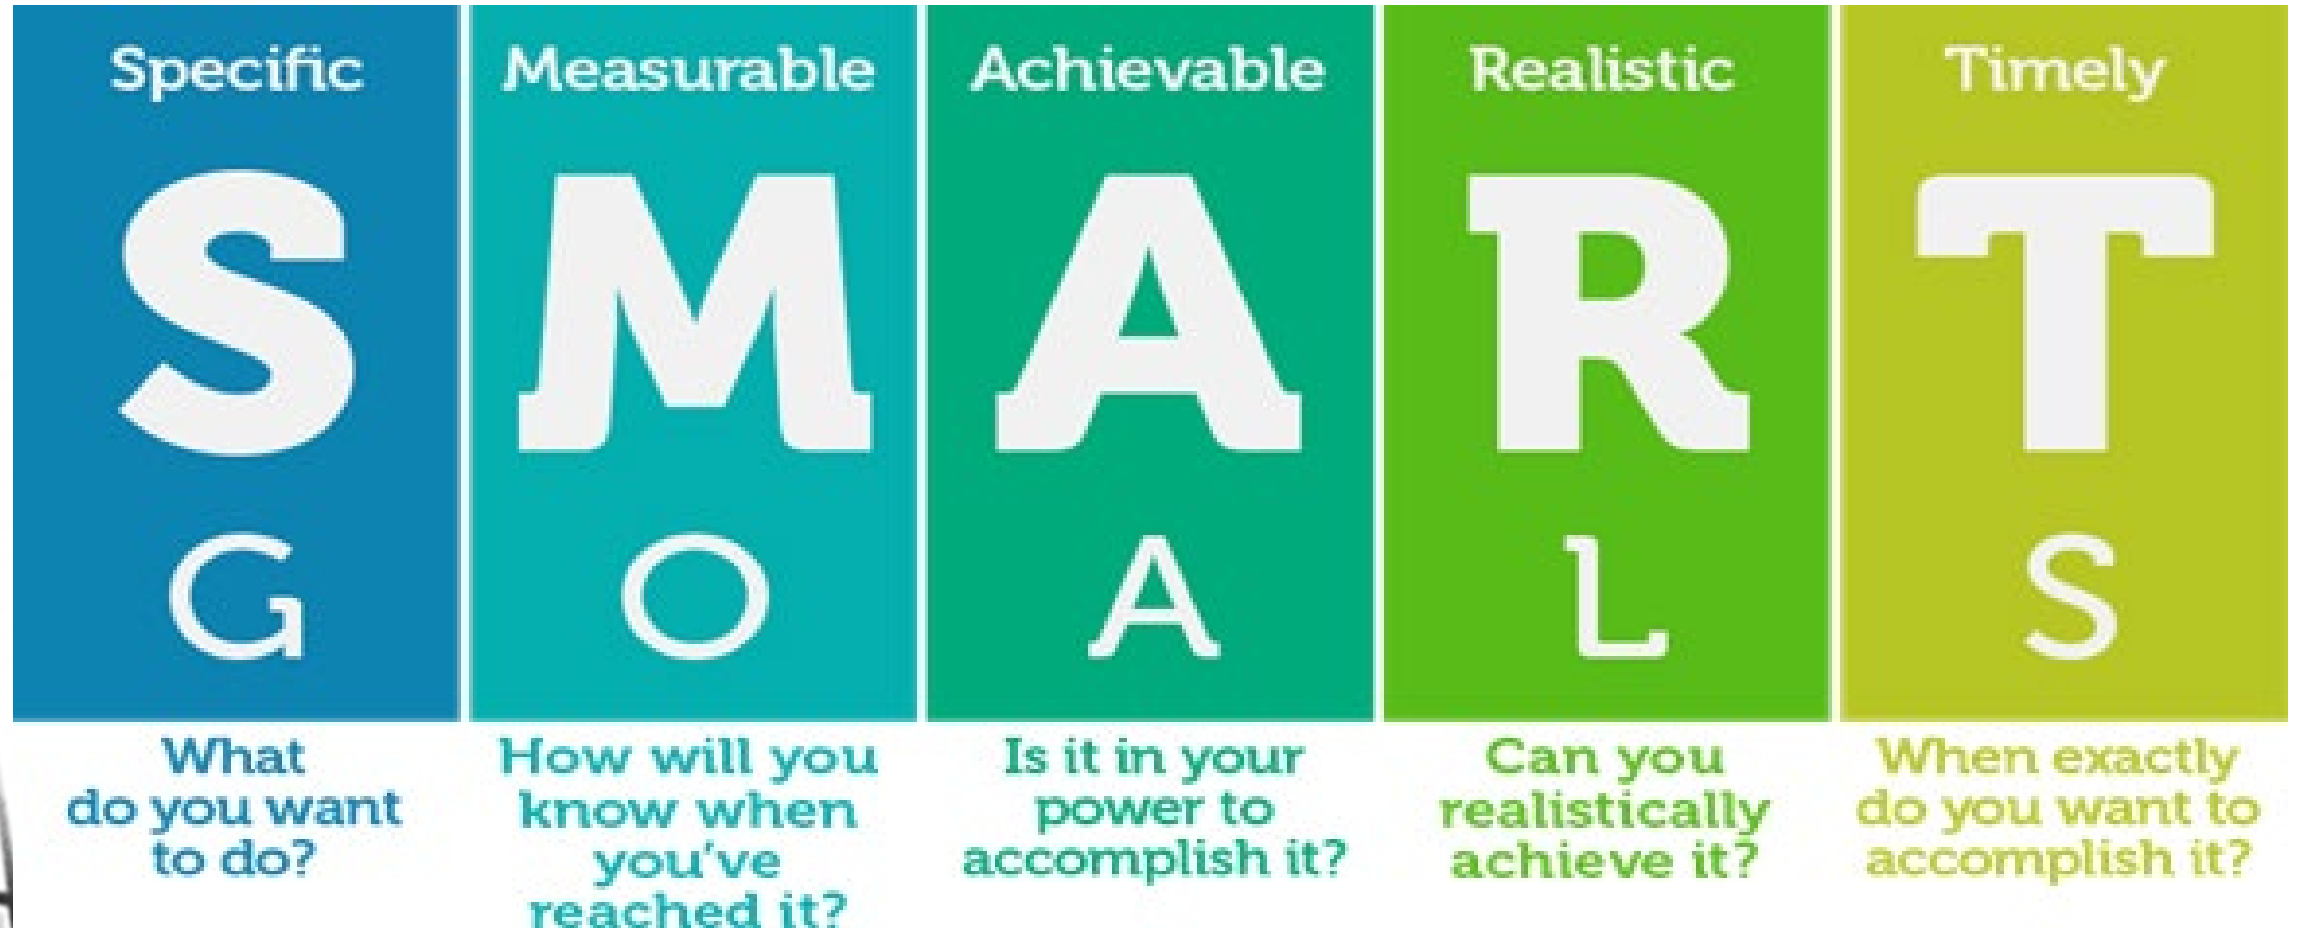 Specific
Measurable
Achievable
Realistic
Timely
S
M
A
R
T
G
O
A
L
S
What
do you want
to do?
How will you
know when
you've
reached it?
Is it in your
power to
accomplish it?
Can you
realistically
achieve it?
When exactly
do you want to
accomplish it?